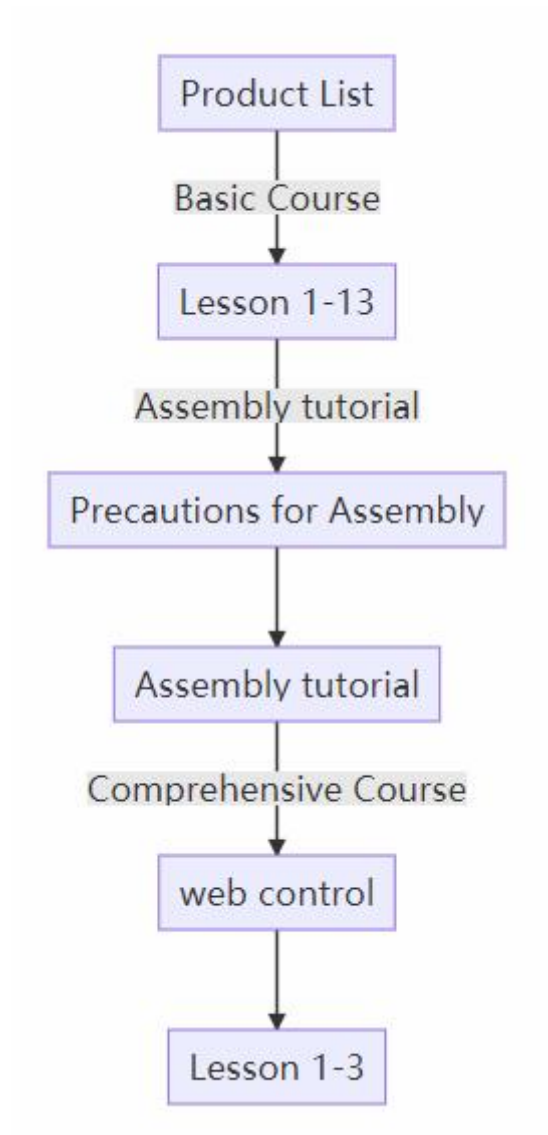 Product List
Basic Course
Lesson 1-13
Assembly tutorial
Precautions for Assembly
Assembly tutorial
Comprehensive Course
web control
Lesson 1-3